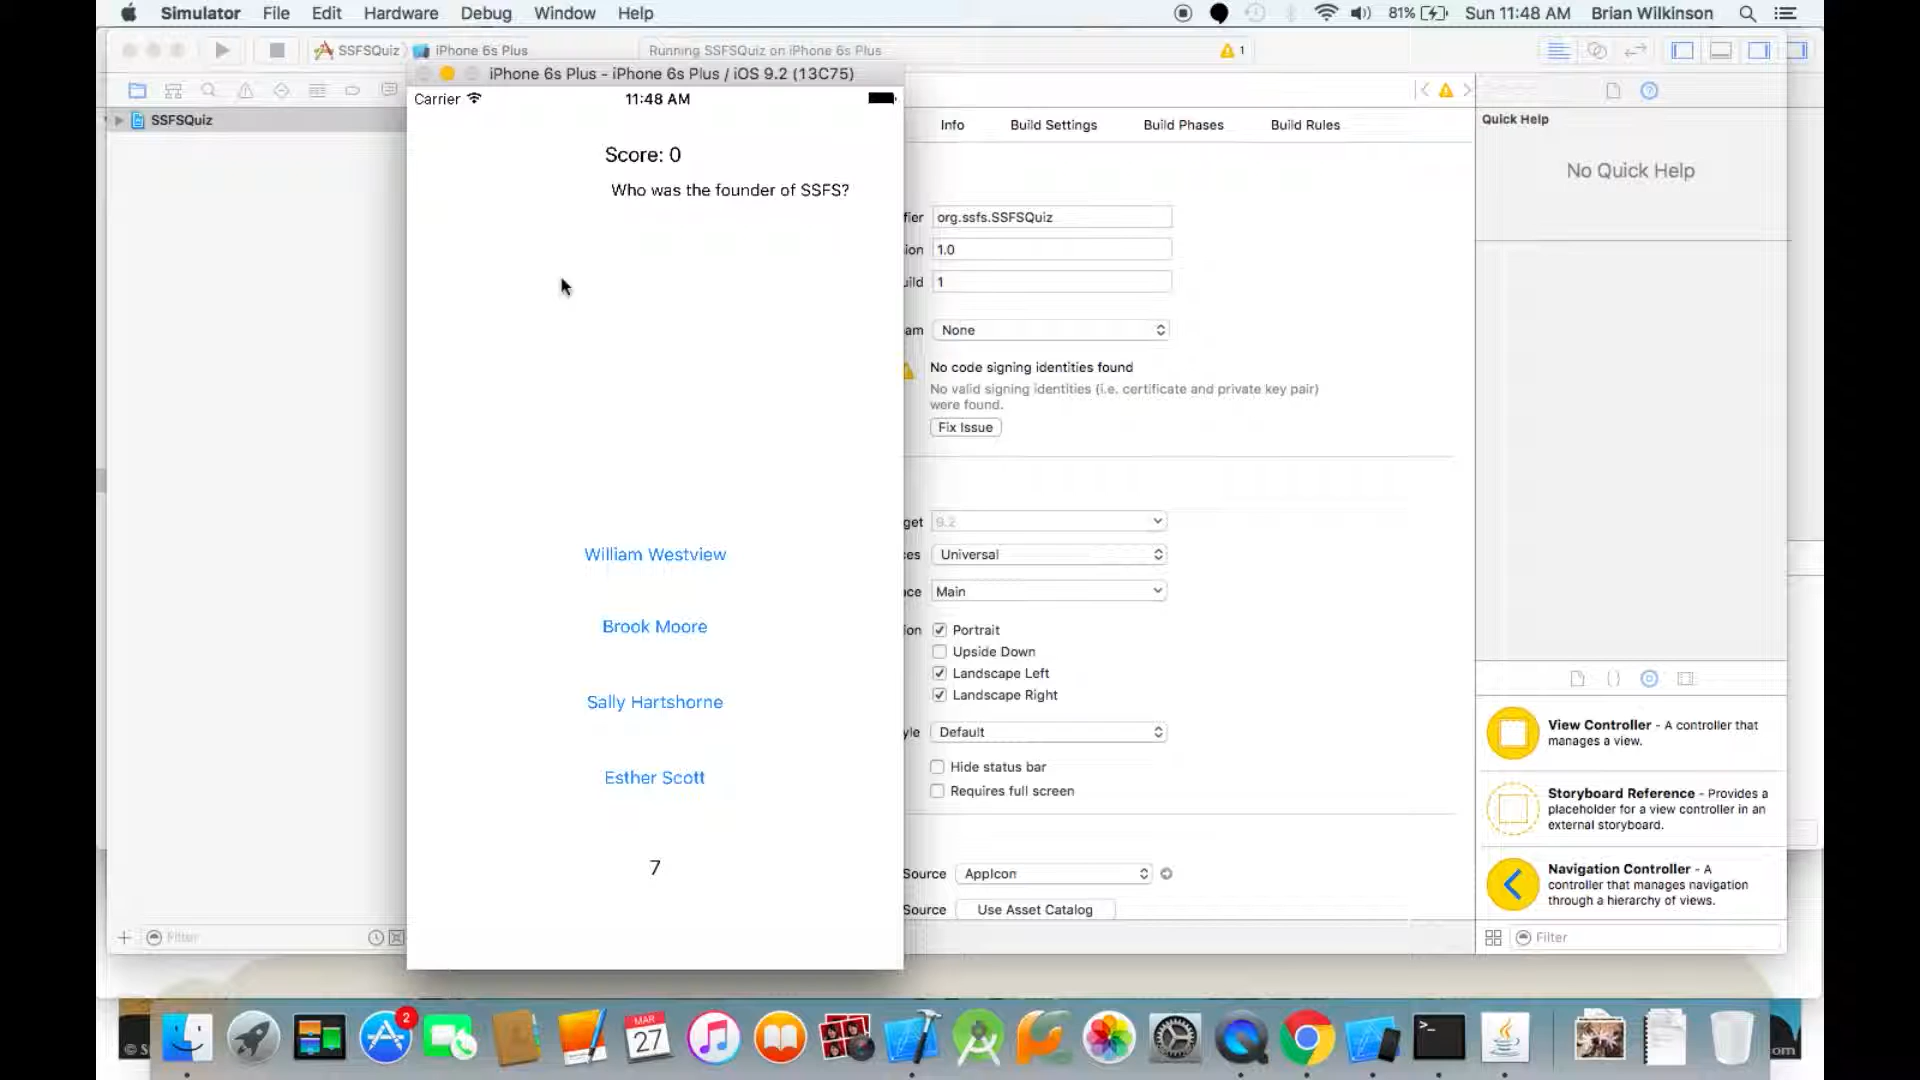 Simulator File Edit Hardware Debug Window Help 81% Sun 11:48 AM Brian Wilkinson
SSFSQuiz iPhone 6s Plus Running SSFSQuiz on iPhone 6s Plus 1
iPhone 6s Plus - iPhone 6s Plus / iOS 9.2 (13C75)
SSFSQuiz
Carrier 11:48 AM
Score: 0
Who was the founder of SSFS?
William Westview
Brook Moore
Sally Hartshorne
Esther Scott
7
Info Build Settings Build Phases Build Rules
fier org.ssfs.SSFSQuiz
ion 1.0
uild 1
am None
No code signing identities found
No valid signing identities (i.e. certificate and private key pair)
were found.
Fix Issue
get 9.2
ces Universal
ace Main
ion Portrait
Upside Down
Landscape Left
Landscape Right
yle Default
Hide status bar
Requires full screen
Source AppIcon
Source Use Asset Catalog
Quick Help
No Quick Help
View Controller - A controller that
manages a view.
Storyboard Reference - Provides a
placeholder for a view controller in an
external storyboard.
Navigation Controller - A
controller that manages navigation
through a hierarchy of views.
Filter
Filter
2
MAR
27
>_
© S
om